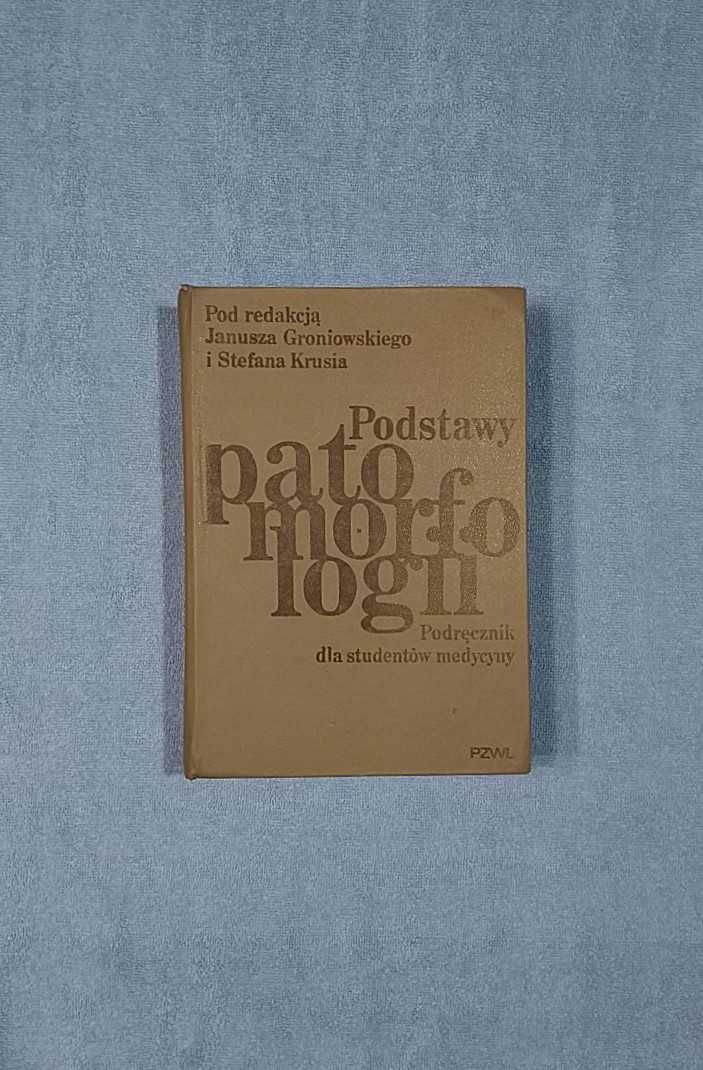 Pod redakcją
Janusza Groniowskiego
i Stefana Krusia
Podstawy
pato
morfo
logii
Podręcznik
dla studentów medycyny
PZWL